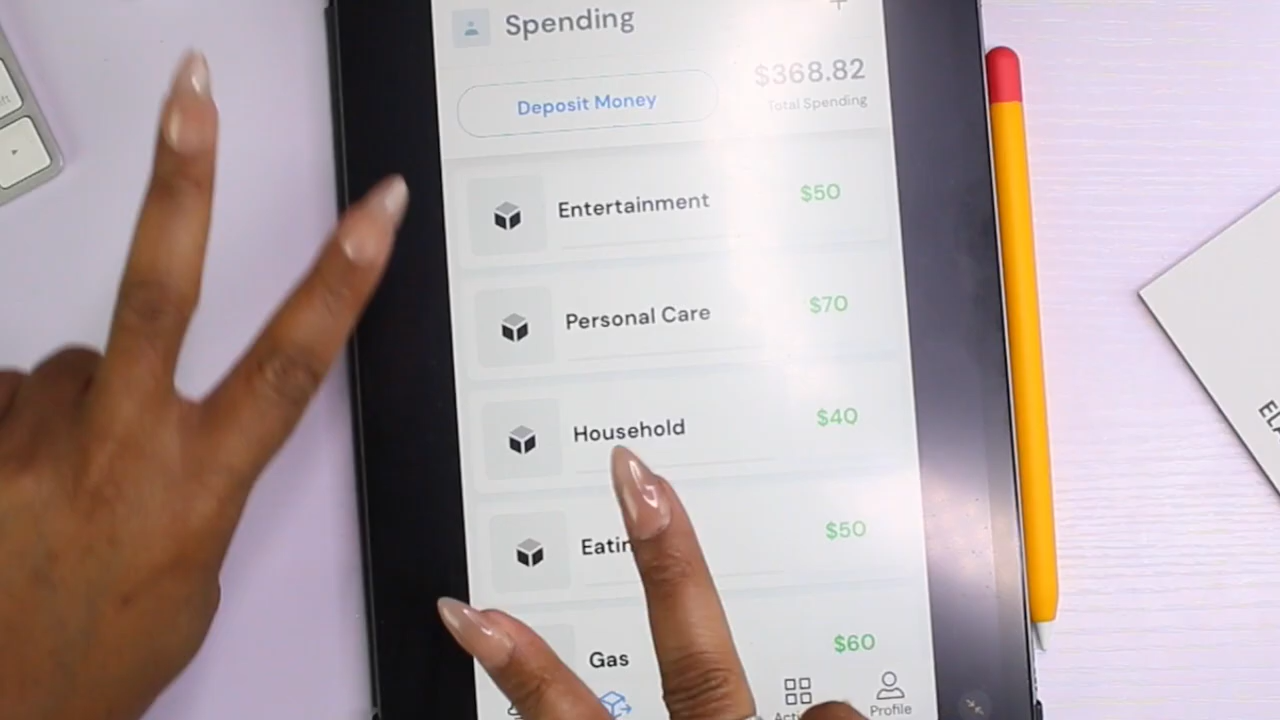 Spending
Deposit Money
$368.82
Total Spending
Entertainment $50
Personal Care $70
Household $40
Eatin $50
Gas $60
Profile